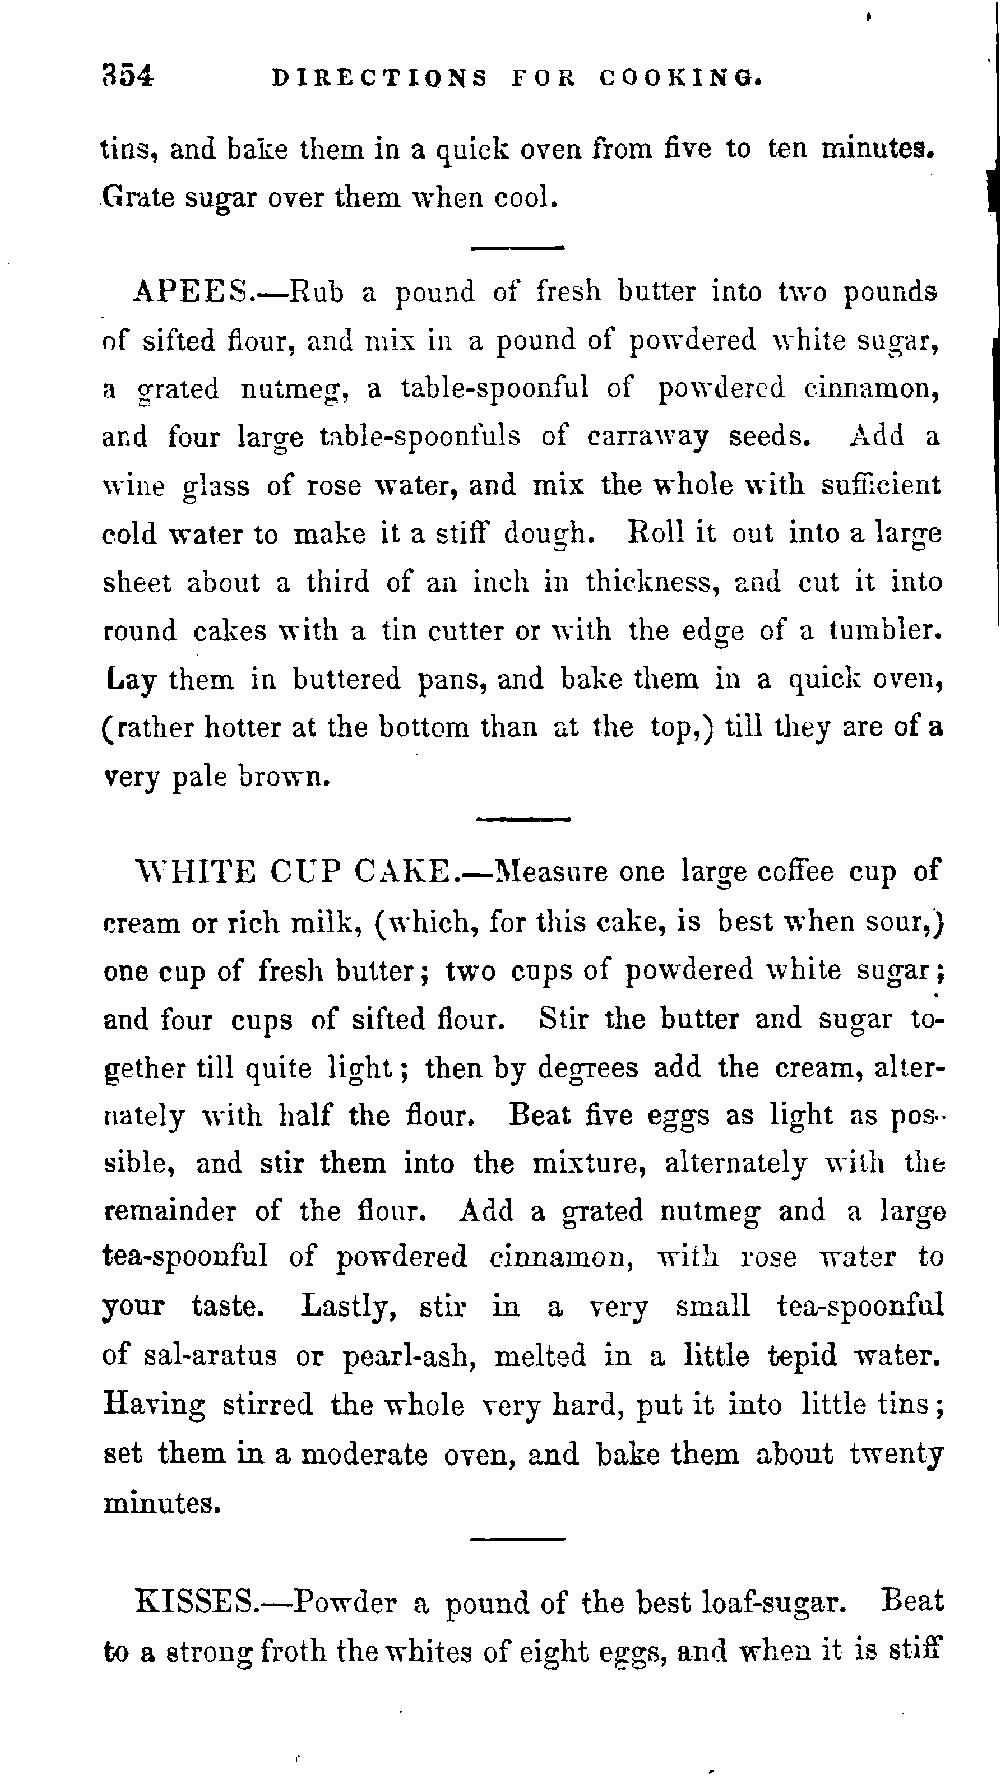 354 DIRECTIONS FOR COOKING.
tins, and bake them in a quick oven from five to ten minutes.
Grate sugar over them when cool.
APEES.—Rub a pound of fresh butter into two pounds
of sifted flour, and mix in a pound of powdered white sugar,
a grated nutmeg, a table-spoonful of powdered cinnamon,
and four large table-spoonfuls of carraway seeds. Add a
wine glass of rose water, and mix the whole with sufficient
cold water to make it a stiff dough. Roll it out into a large
sheet about a third of an inch in thickness, and cut it into
round cakes with a tin cutter or with the edge of a tumbler.
Lay them in buttered pans, and bake them in a quick oven,
(rather hotter at the bottom than at the top,) till they are of a
very pale brown.
WHITE CUP CAKE.—Measure one large coffee cup of
cream or rich milk, (which, for this cake, is best when sour,)
one cup of fresh butter; two cups of powdered white sugar;
and four cups of sifted flour. Stir the butter and sugar to-
gether till quite light; then by degrees add the cream, alter-
nately with half the flour. Beat five eggs as light as pos-
sible, and stir them into the mixture, alternately with the
remainder of the flour. Add a grated nutmeg and a large
tea-spoonful of powdered cinnamon, with rose water to
your taste. Lastly, stir in a very small tea-spoonful
of sal-aratus or pearl-ash, melted in a little tepid water.
Having stirred the whole very hard, put it into little tins;
set them in a moderate oven, and bake them about twenty
minutes.
KISSES.—Powder a pound of the best loaf-sugar. Beat
to a strong froth the whites of eight eggs, and when it is stiff